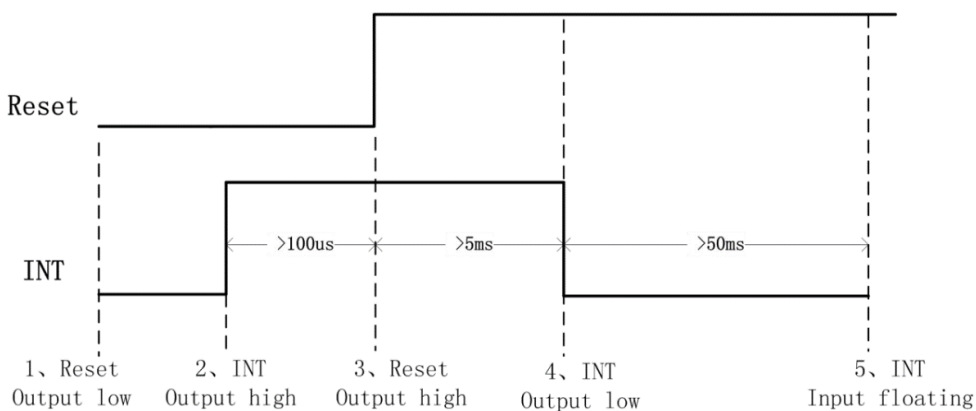 Reset
>100us
>5ms
>50ms
INT
1、Reset
Output low
2、INT
Output high
3、Reset
Output high
4、INT
Output low
5、INT
Input floating